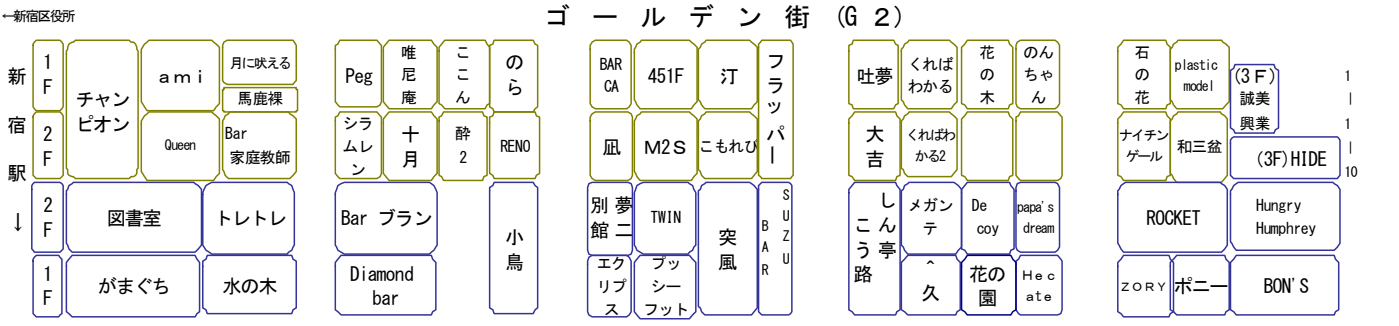 ←新宿区役所
ゴールデン街 (G2)
新宿駅↓
1F
チャンピオン
ami
月に吠える
馬鹿裸
2F
Queen
Bar
家庭教師
2F
図書室
トレトレ
1F
がまぐち
水の木
Peg
唯尼庵
ここん
のら
シラムレン
十月
酔2
RENO
Bar ブラン
小鳥
Diamond
bar
BAR
CA
451F
汀
フラッパー
凪
M2S
こもれび
夢二
別館
TWIN
突風
SUZU
BAR
エク
リプ
ス
プッ
シー
フット
吐夢
くれば
わかる
花の木
のん
ちゃ
ん
大吉
くればわ
かる2
しん亭
こう路
メガン
テ
De
coy
papa's
dream
^
久
花の
園
Hec
ate
石の花
plastic
model
(3F)
誠美
興業
ナイチン
ゲール
和三盆
(3F)HIDE
1|1|10
ROCKET
Hungry
Humphrey
ZORY
ポニー
BON'S